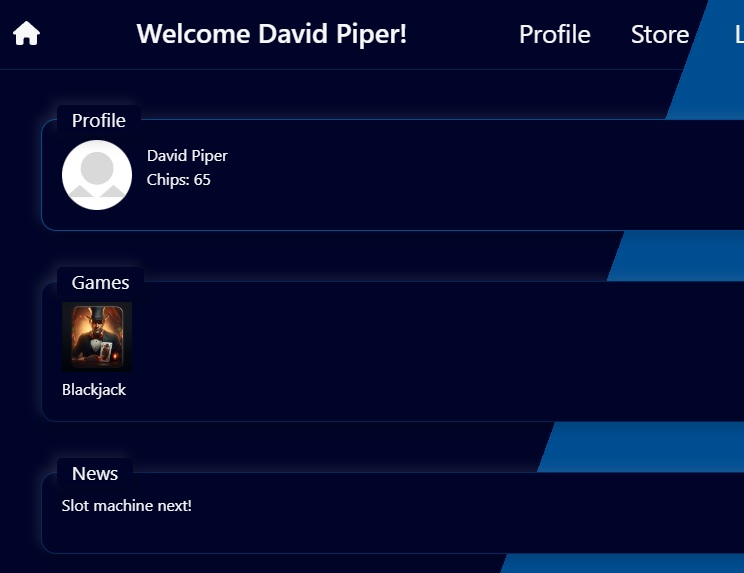 Welcome David Piper!
Profile
Store
L
Profile
David Piper
Chips: 65
Games
Blackjack
News
Slot machine next!